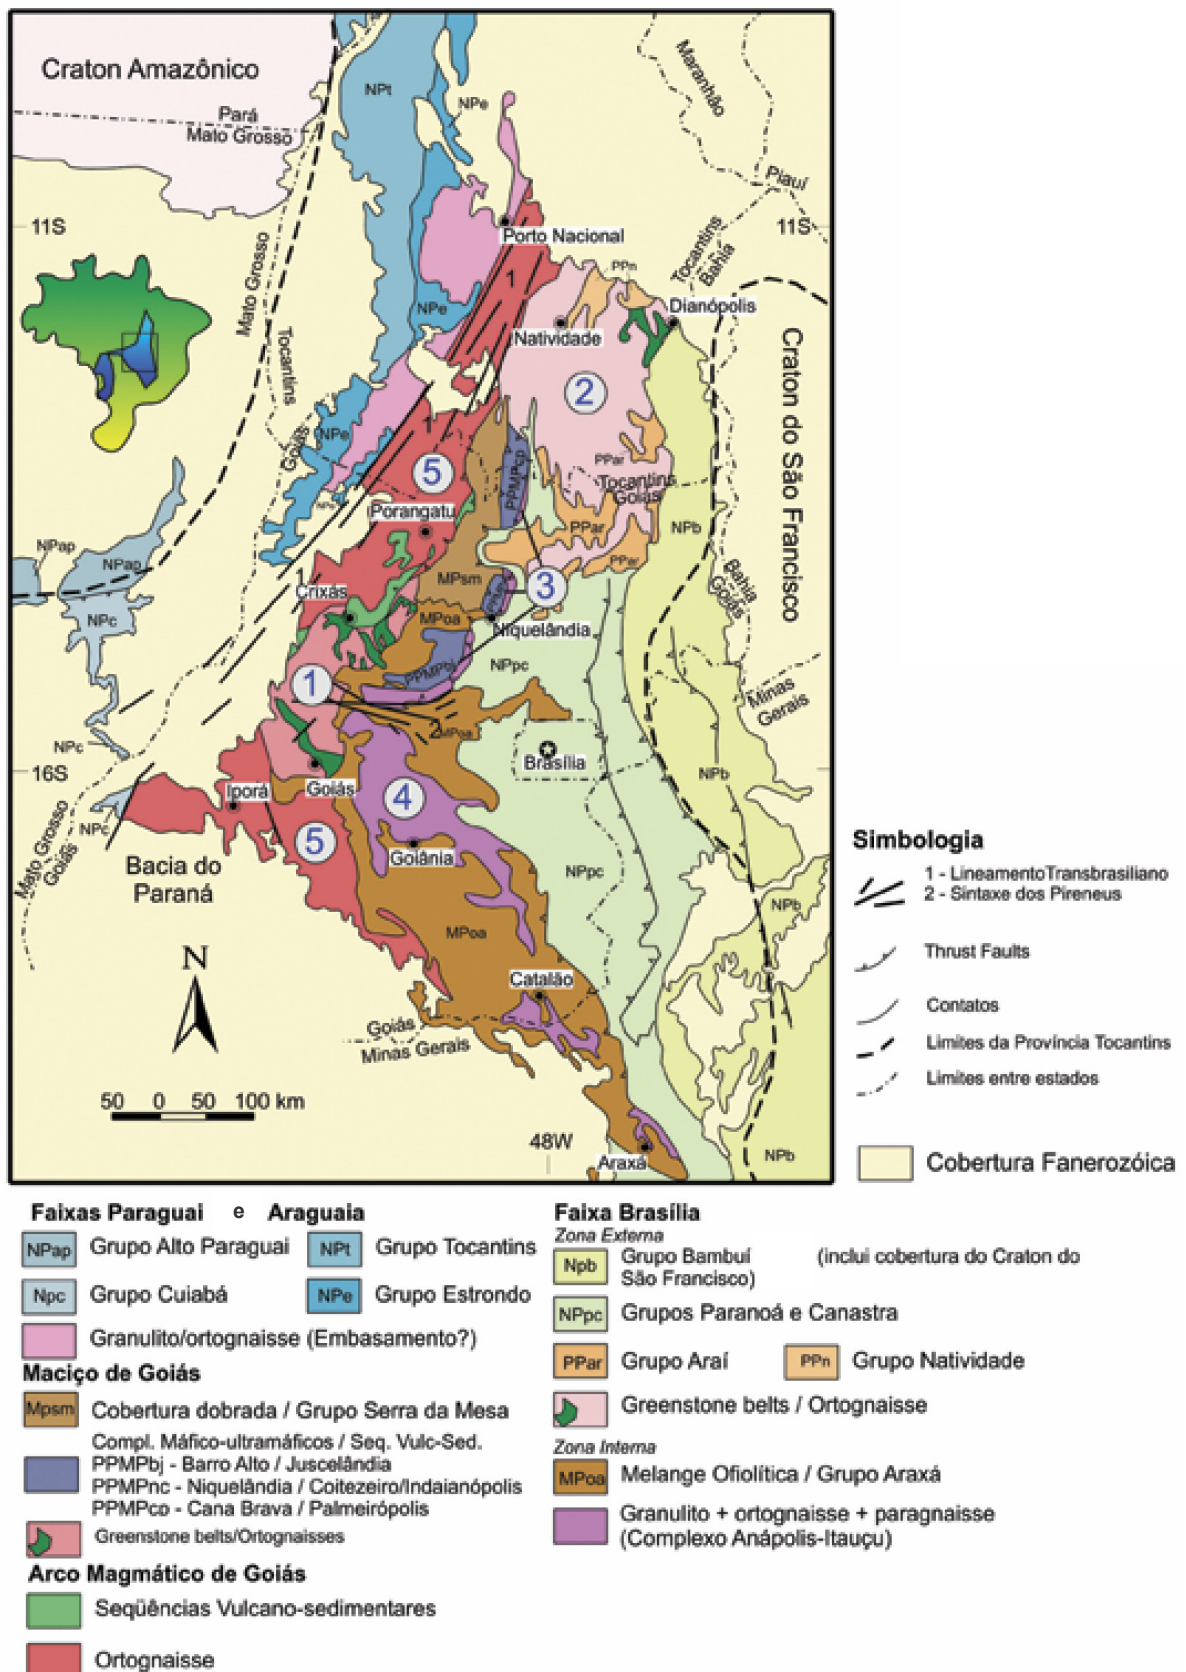 Craton Amazônico
Pará
Mato Grosso
NPt
NPe
Maranhão
Piauí
11S
11S
Porto Nacional
Tocantins
Bahia
Mato Grosso
Tocantins
1
PPn
Dianópolis
NPe
Natividade
Craton do São Francisco
2
Goiás
NPe
1
5
PPMPcp
PPar
Tocantins
Goiás
Porangatu
PPar
NPb
NPap
NPap
PPar
MPsm
3
Bahia
Goiás
1
Crixás
NPc
MPoa
Niquelândia
PPMPbj
NPpc
1
Minas
Gerais
2
MPoa
NPc
Brasília
16S
NPb
Iporá
Goiás
4
NPc
5
Goiânia
Mato Grosso
Goiás
Bacia do
Paraná
NPpc
NPb
MPoa
N
Catalão
Goiás
Minas Gerais
50 0 50 100 km
48W
Araxá
NPb
Simbologia
1 - LineamentoTransbrasiliano
2 - Sintaxe dos Pireneus
Thrust Faults
Contatos
Limites da Província Tocantins
Limites entre estados
Cobertura Fanerozóica
Faixas Paraguai e Araguaia
NPap Grupo Alto Paraguai NPt Grupo Tocantins
Npc Grupo Cuiabá NPe Grupo Estrondo
Granulito/ortognaisse (Embasamento?)
Maciço de Goiás
Mpsm Cobertura dobrada / Grupo Serra da Mesa
Compl. Máfico-ultramáficos / Seq. Vulc-Sed.
PPMPbj - Barro Alto / Juscelândia
PPMPnc - Niquelândia / Coitezeiro/Indaianópolis
PPMPcp - Cana Brava / Palmeirópolis
Greenstone belts/Ortognaisses
Arco Magmático de Goiás
Seqüências Vulcano-sedimentares
Ortognaisse
Faixa Brasília
Zona Externa
Npb Grupo Bambuí (inclui cobertura do Craton do
São Francisco)
NPpc Grupos Paranoá e Canastra
PPar Grupo Araí PPn Grupo Natividade
Greenstone belts / Ortognaisse
Zona Interna
MPoa Melange Ofiolítica / Grupo Araxá
Granulito + ortognaisse + paragnaisse
(Complexo Anápolis-Itauçu)